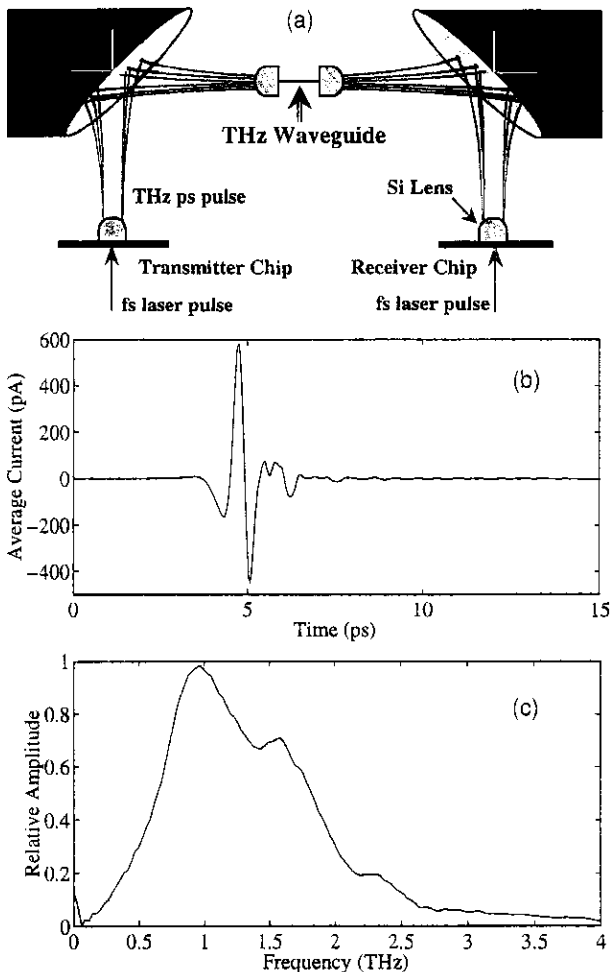 (a)
THz Waveguide
THz ps pulse
Si Lens
Transmitter Chip
Receiver Chip
fs laser pulse
fs laser pulse
(b)
Average Current (pA)
600
400
200
0
−200
−400
0
5
10
15
Time (ps)
(c)
Relative Amplitude
1
0.8
0.6
0.4
0.2
0
0
0.5
1
1.5
2
2.5
3
3.5
4
Frequency (THz)